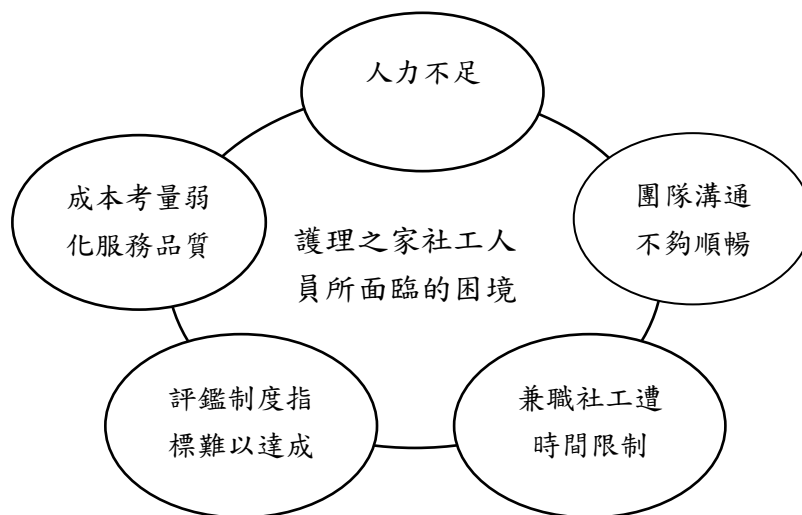 人力不足
團隊溝通
不夠順暢
兼職社工遭
時間限制
評鑑制度指
標難以達成
成本考量弱
化服務品質
護理之家社工人
員所面臨的困境